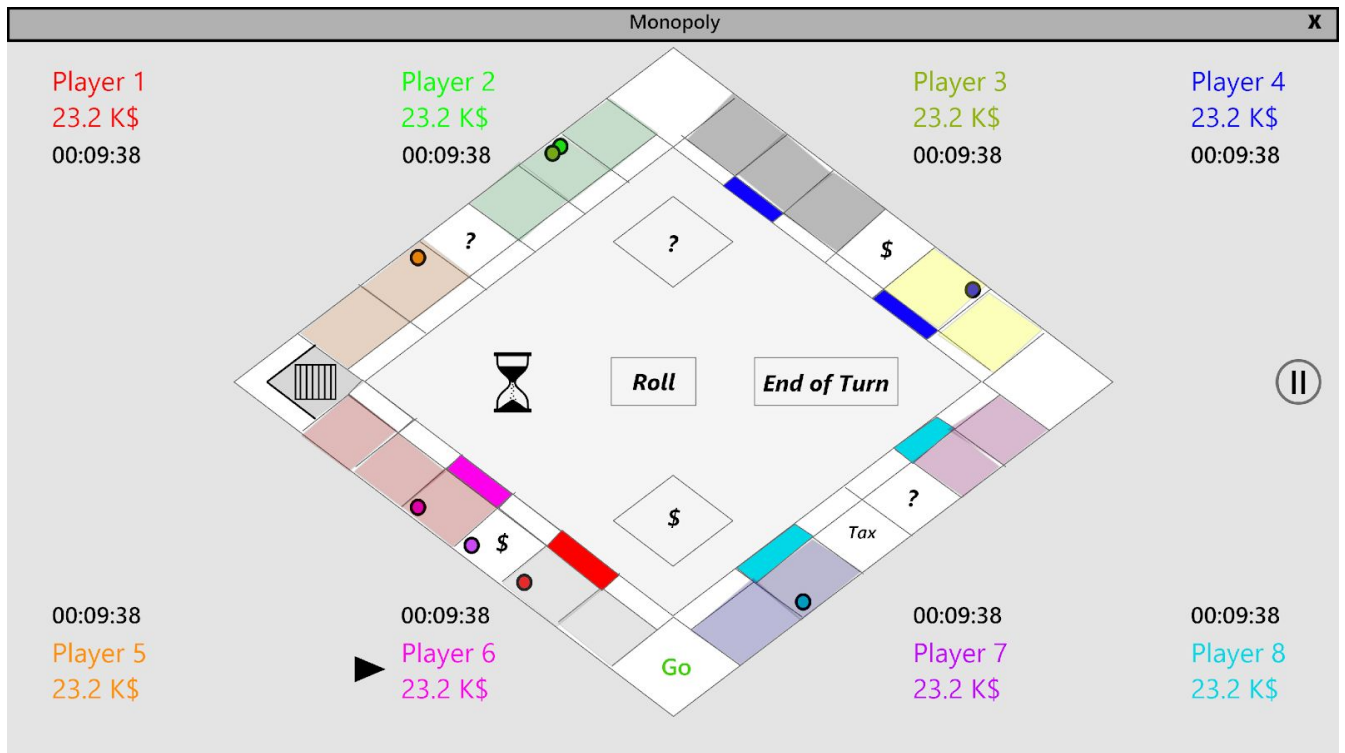 Monopoly
X
Player 1
23.2 K$
00:09:38
Player 2
23.2 K$
00:09:38
Player 3
23.2 K$
00:09:38
Player 4
23.2 K$
00:09:38
?
?
$
Roll
End of Turn
$
?
Tax
$
Go
00:09:38
Player 5
23.2 K$
00:09:38
Player 6
23.2 K$
00:09:38
Player 7
23.2 K$
00:09:38
Player 8
23.2 K$